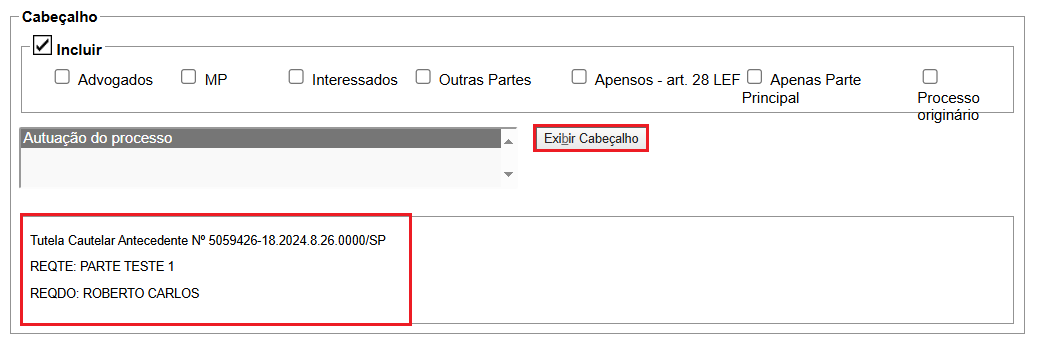 Cabeçalho
Incluir
Advogados MP Interessados Outras Partes Apensos - art. 28 LEF Apenas Parte Principal Processo originário
Autuação do processo
Exibir Cabeçalho
Tutela Cautelar Antecedente Nº 5059426-18.2024.8.26.0000/SP
REQTE: PARTE TESTE 1
REQDO: ROBERTO CARLOS